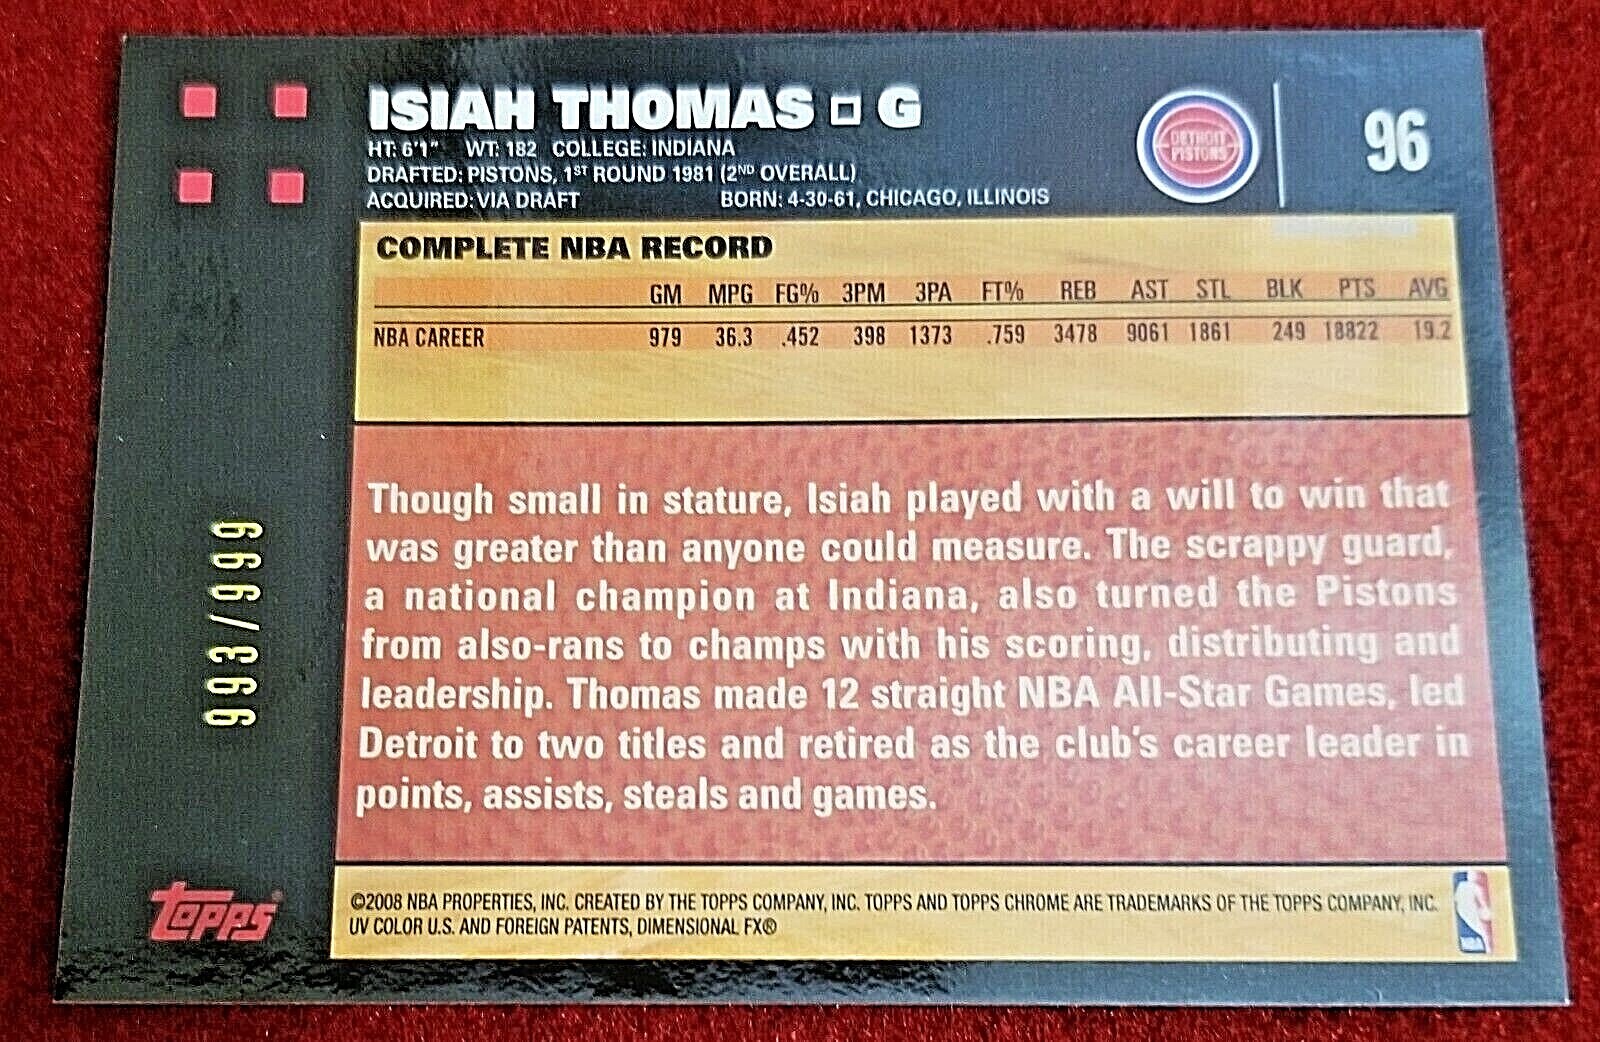 ISIAH THOMAS □ G
HT: 6'1" WT: 182 COLLEGE: INDIANA
DRAFTED: PISTONS, 1ST ROUND 1981 (2ND OVERALL)
ACQUIRED: VIA DRAFT BORN: 4-30-61, CHICAGO, ILLINOIS
DETROIT
PISTONS
96
COMPLETE NBA RECORD
GM MPG FG% 3PM 3PA FT% REB AST STL BLK PTS AVG
NBA CAREER 979 36.3 .452 398 1373 .759 3478 9061 1861 249 18822 19.2
Though small in stature, Isiah played with a will to win that
was greater than anyone could measure. The scrappy guard,
a national champion at Indiana, also turned the Pistons
from also-rans to champs with his scoring, distributing and
leadership. Thomas made 12 straight NBA All-Star Games, led
Detroit to two titles and retired as the club's career leader in
points, assists, steals and games.
993/999
Topps
©2008 NBA PROPERTIES, INC. CREATED BY THE TOPPS COMPANY, INC. TOPPS AND TOPPS CHROME ARE TRADEMARKS OF THE TOPPS COMPANY, INC.
UV COLOR U.S. AND FOREIGN PATENTS, DIMENSIONAL FX®
NBA